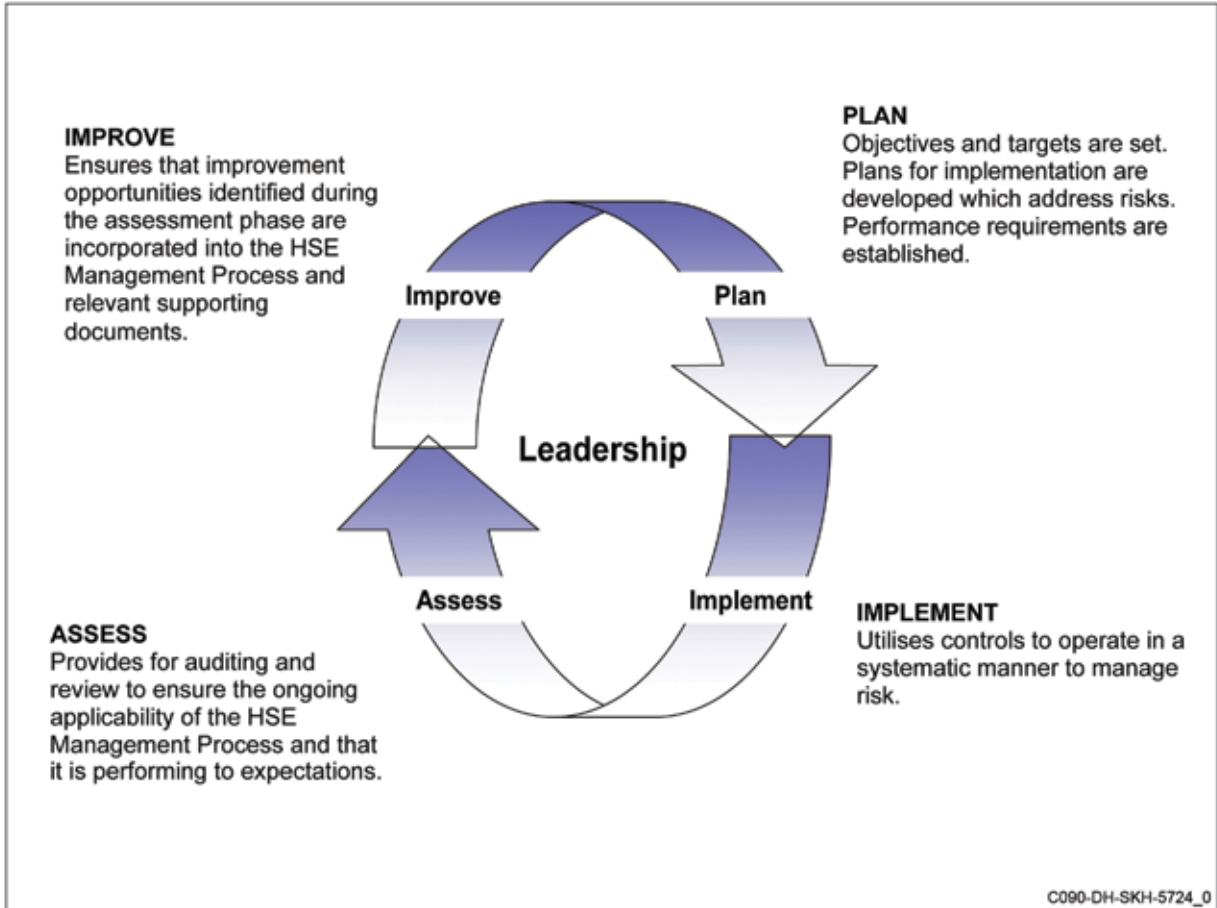 IMPROVE
Ensures that improvement
opportunities identified during
the assessment phase are
incorporated into the HSE
Management Process and
relevant supporting
documents.
PLAN
Objectives and targets are set.
Plans for implementation are
developed which address risks.
Performance requirements are
established.
Improve
Plan
Leadership
Assess
Implement
ASSESS
Provides for auditing and
review to ensure the ongoing
applicability of the HSE
Management Process and that
it is performing to expectations.
IMPLEMENT
Utilises controls to operate in a
systematic manner to manage
risk.
C090-DH-SKH-5724_0